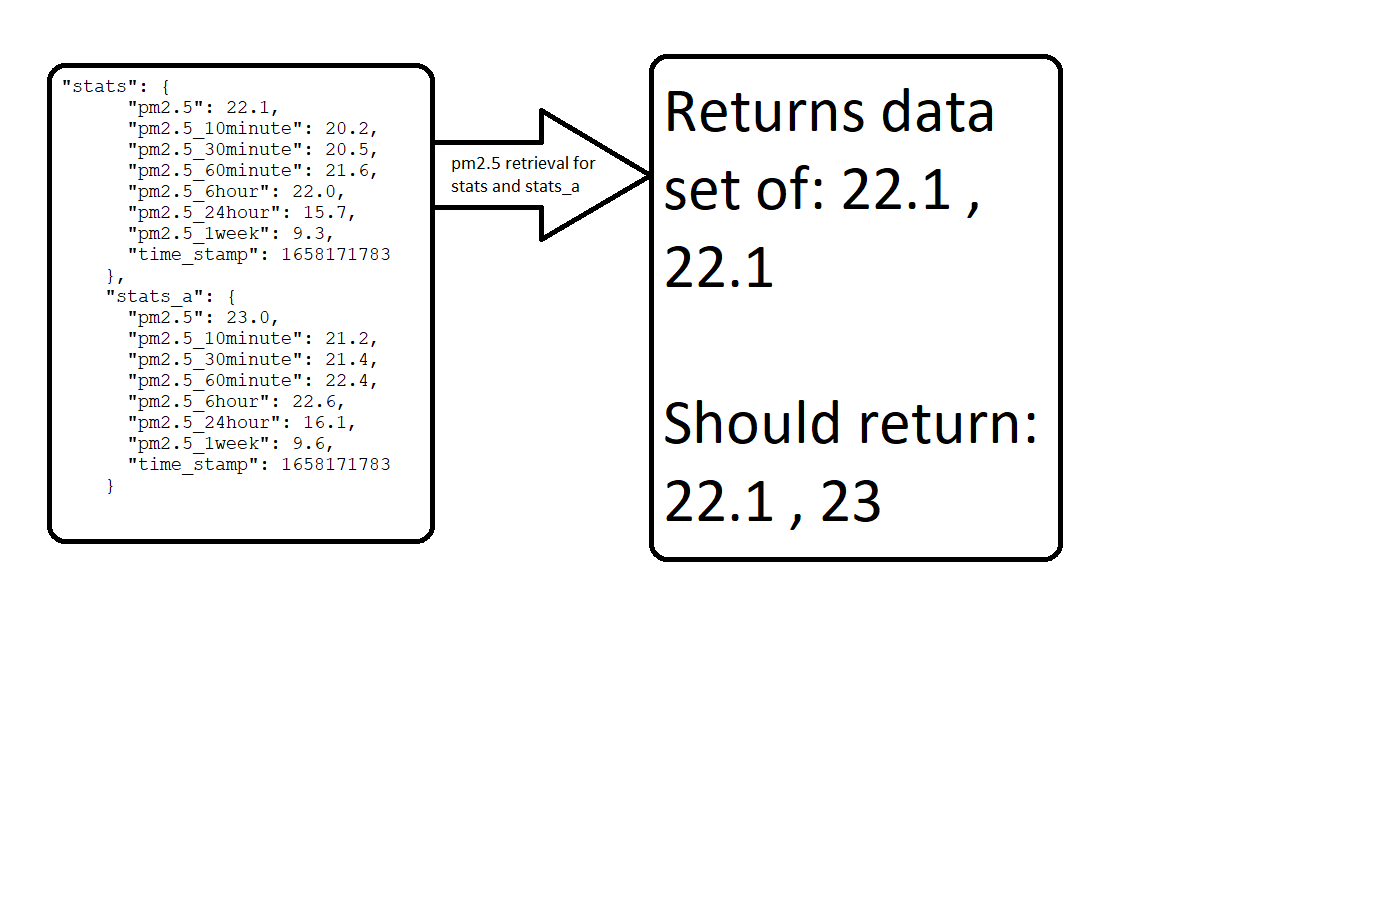 "stats": {
"pm2.5": 22.1,
"pm2.5_10minute": 20.2,
"pm2.5_30minute": 20.5,
"pm2.5_60minute": 21.6,
"pm2.5_6hour": 22.0,
"pm2.5_24hour": 15.7,
"pm2.5_1week": 9.3,
"time_stamp": 1658171783
},
"stats_a": {
"pm2.5": 23.0,
"pm2.5_10minute": 21.2,
"pm2.5_30minute": 21.4,
"pm2.5_60minute": 22.4,
"pm2.5_6hour": 22.6,
"pm2.5_24hour": 16.1,
"pm2.5_1week": 9.6,
"time_stamp": 1658171783
}
pm2.5 retrieval for
stats and stats_a
Returns data
set of: 22.1 ,
22.1
Should return:
22.1 , 23